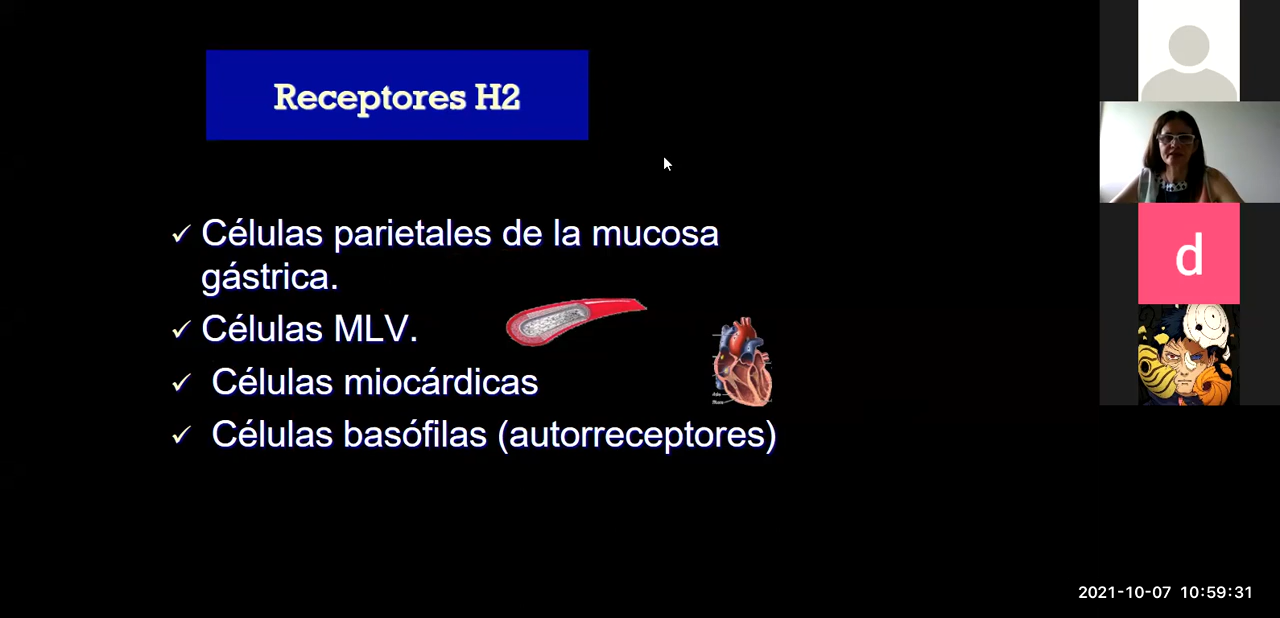 Receptores H2
✓ Células parietales de la mucosa
gástrica.
✓ Células MLV.
✓ Células miocárdicas
✓ Células basófilas (autorreceptores)
d
2021-10-07 10:59:31